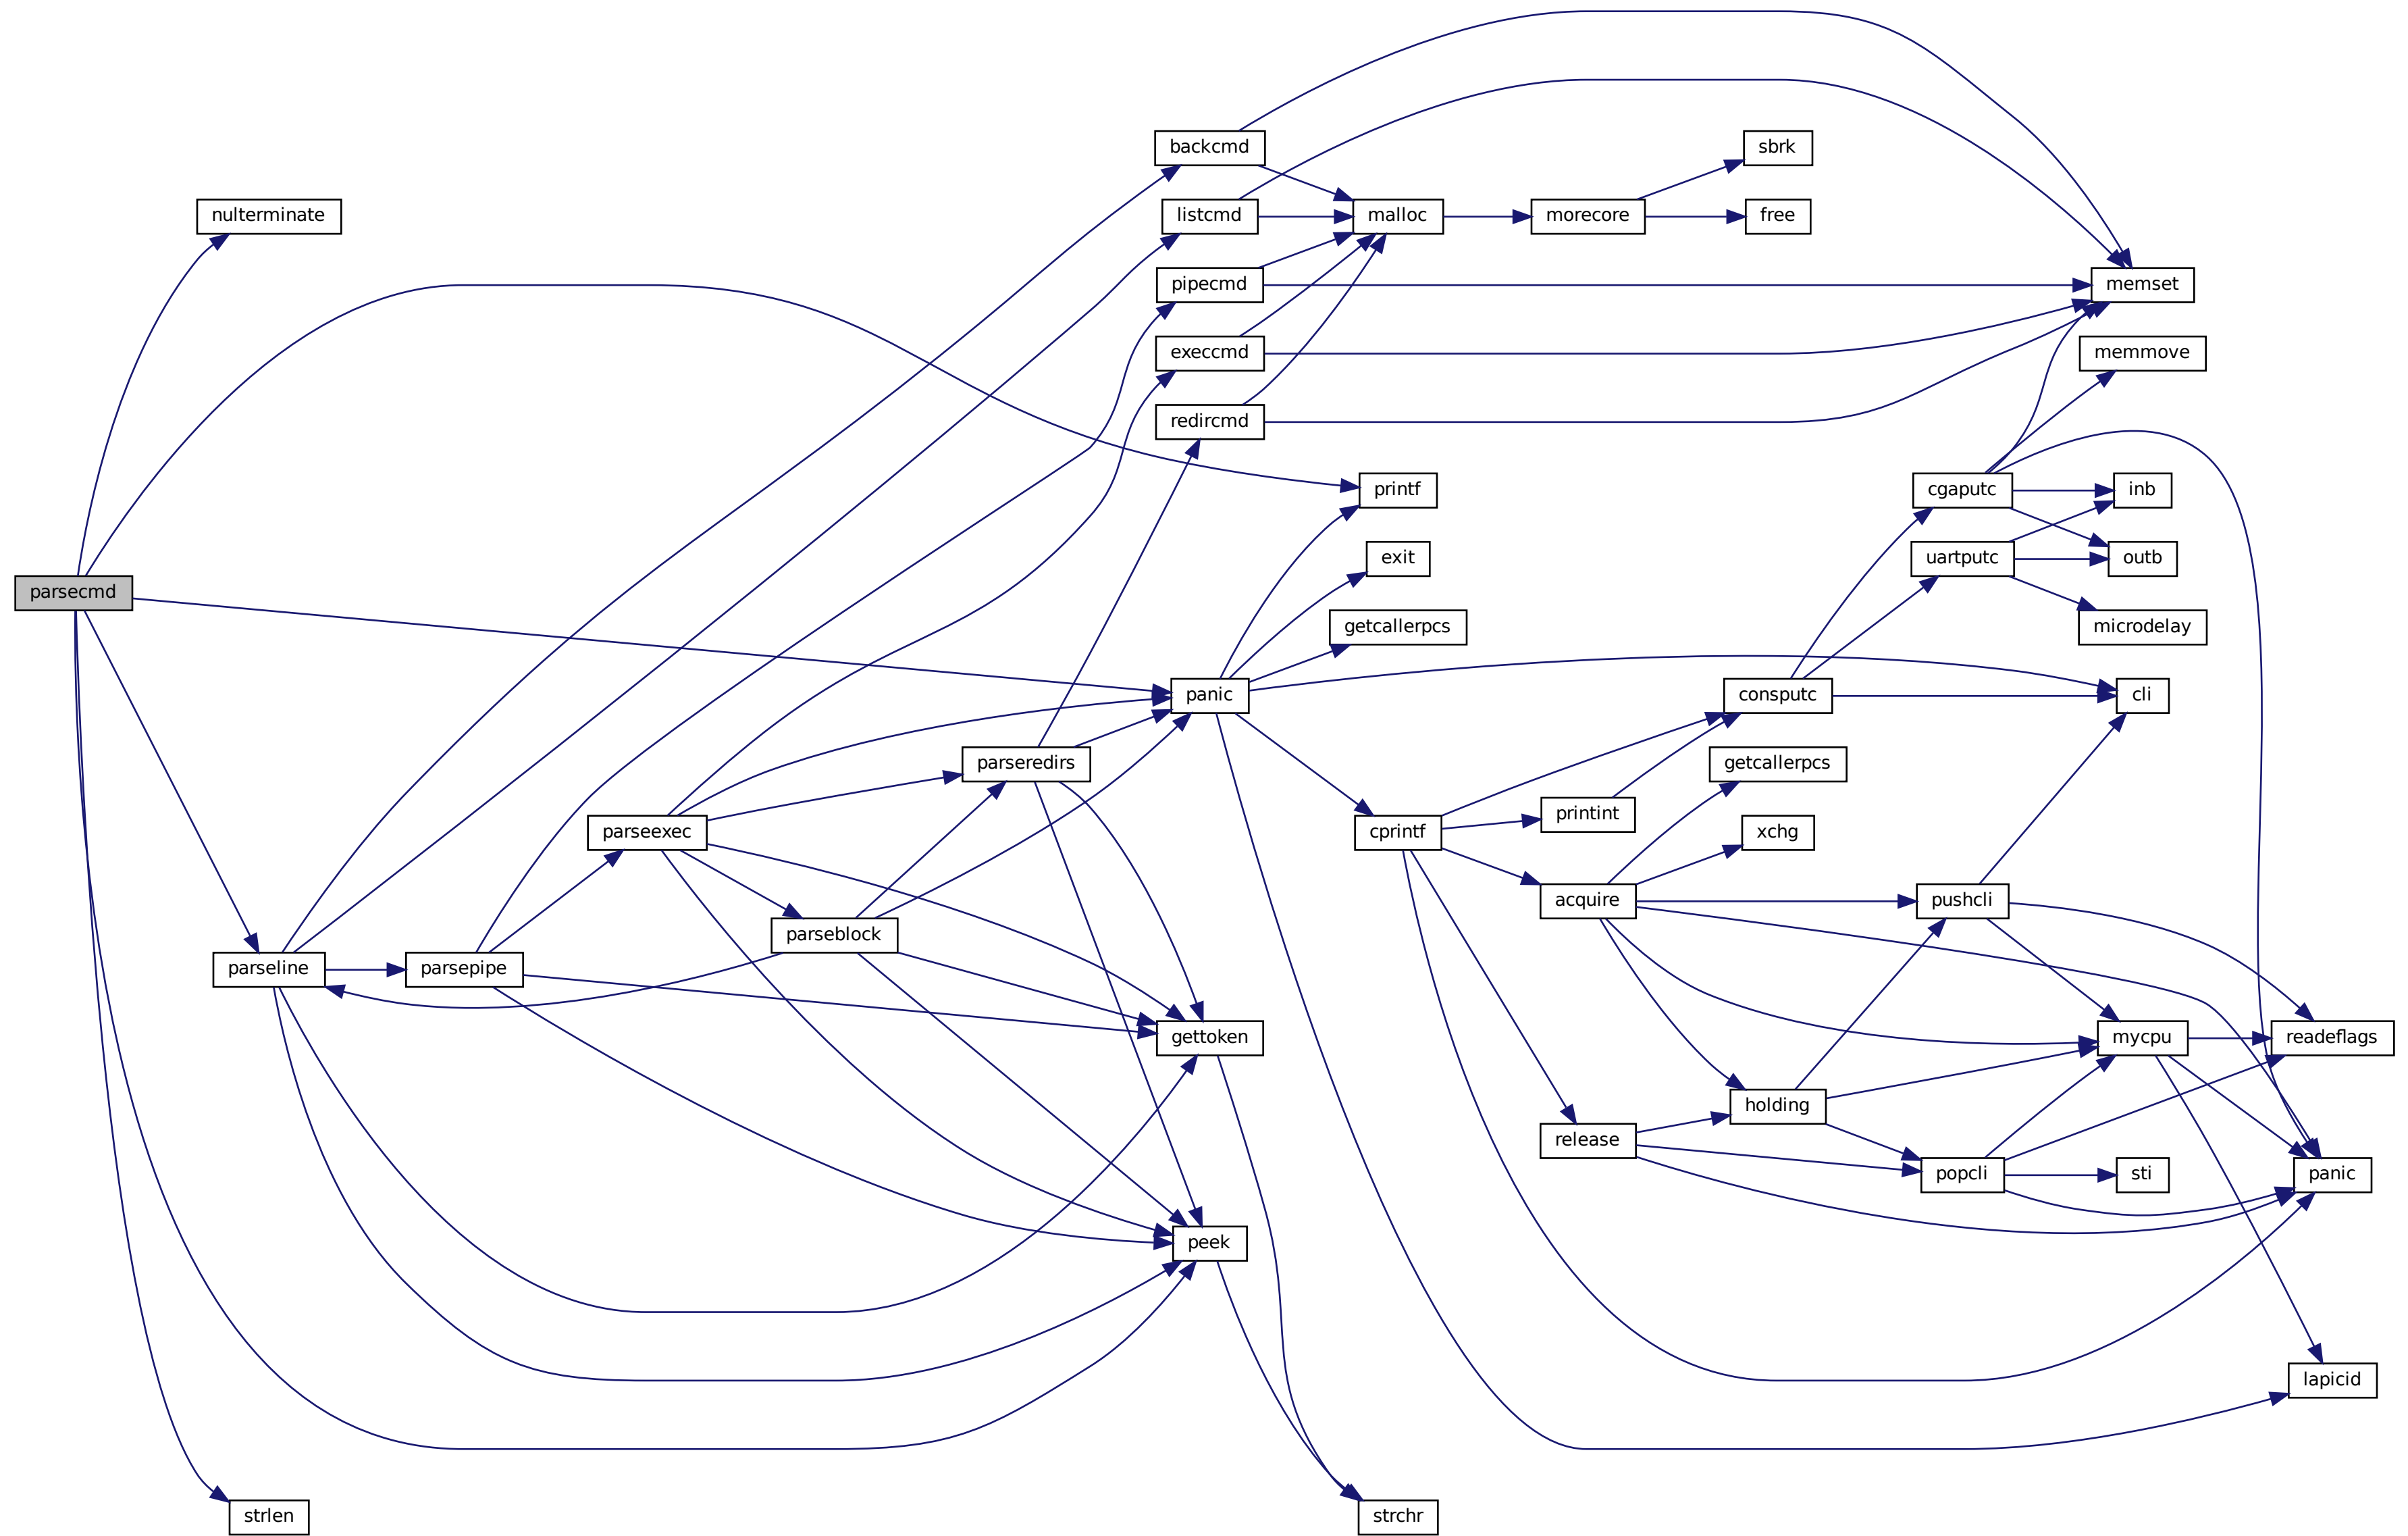 backcmd
sbrk
nulterminate
listcmd
malloc
morecore
free
pipecmd
memset
execcmd
memmove
redircmd
printf
cgaputc
inb
exit
uartputc
outb
parsecmd
getcallerpcs
microdelay
panic
consputc
cli
parseredirs
getcallerpcs
printint
parseexec
cprintf
xchg
acquire
pushcli
parseblock
parseline
parsepipe
gettoken
mycpu
readeflags
holding
release
popcli
sti
panic
peek
lapicid
strlen
strchr